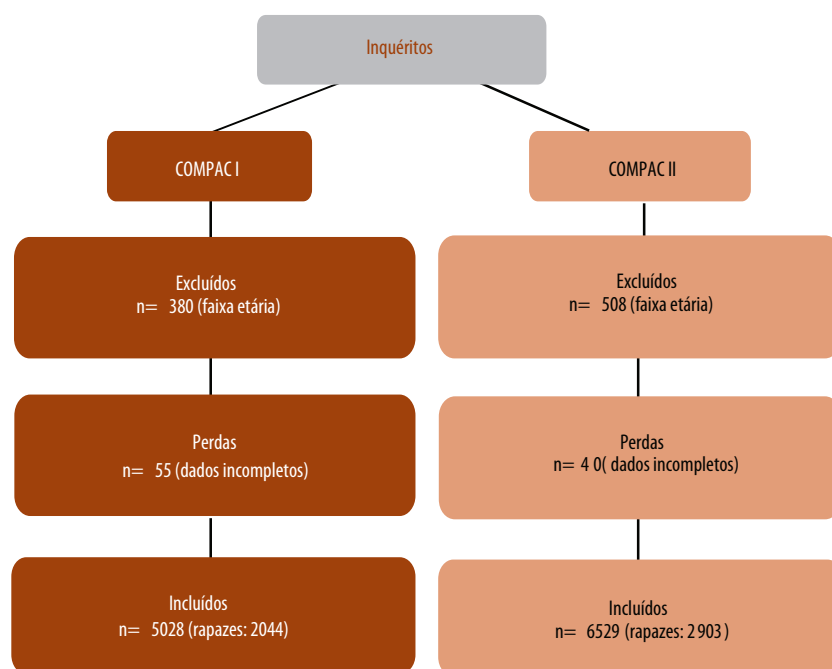 Inquéritos
COMPAC I
COMPAC II
Excluídos
n= 380 (faixa etária)
Excluídos
n= 508 (faixa etária)
Perdas
n= 55 (dados incompletos)
Perdas
n= 4 0( dados incompletos)
Incluídos
n= 5028 (rapazes: 2044)
Incluídos
n= 6529 (rapazes: 2 903 )